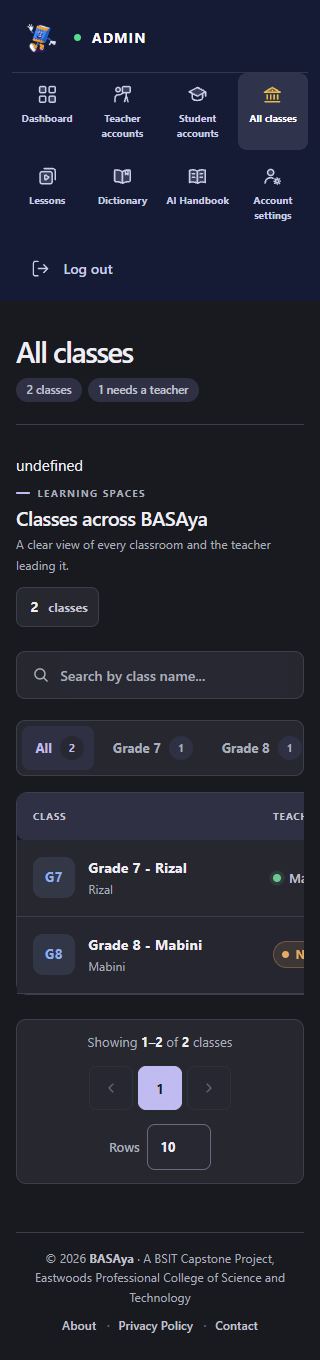 ADMIN
Dashboard
Teacher accounts
Student accounts
All classes
Lessons
Dictionary
AI Handbook
Account settings
Log out
All classes
2 classes
1 needs a teacher
undefined
LEARNING SPACES
Classes across BASAya
A clear view of every classroom and the teacher
leading it.
2 classes
Search by class name...
All 2
Grade 7 1
Grade 8 1
CLASS
G7
Grade 7 - Rizal
Rizal
G8
Grade 8 - Mabini
Mabini
Showing 1–2 of 2 classes
1
Rows 10
© 2026 BASAya · A BSIT Capstone Project,
Eastwoods Professional College of Science and
Technology
About · Privacy Policy · Contact